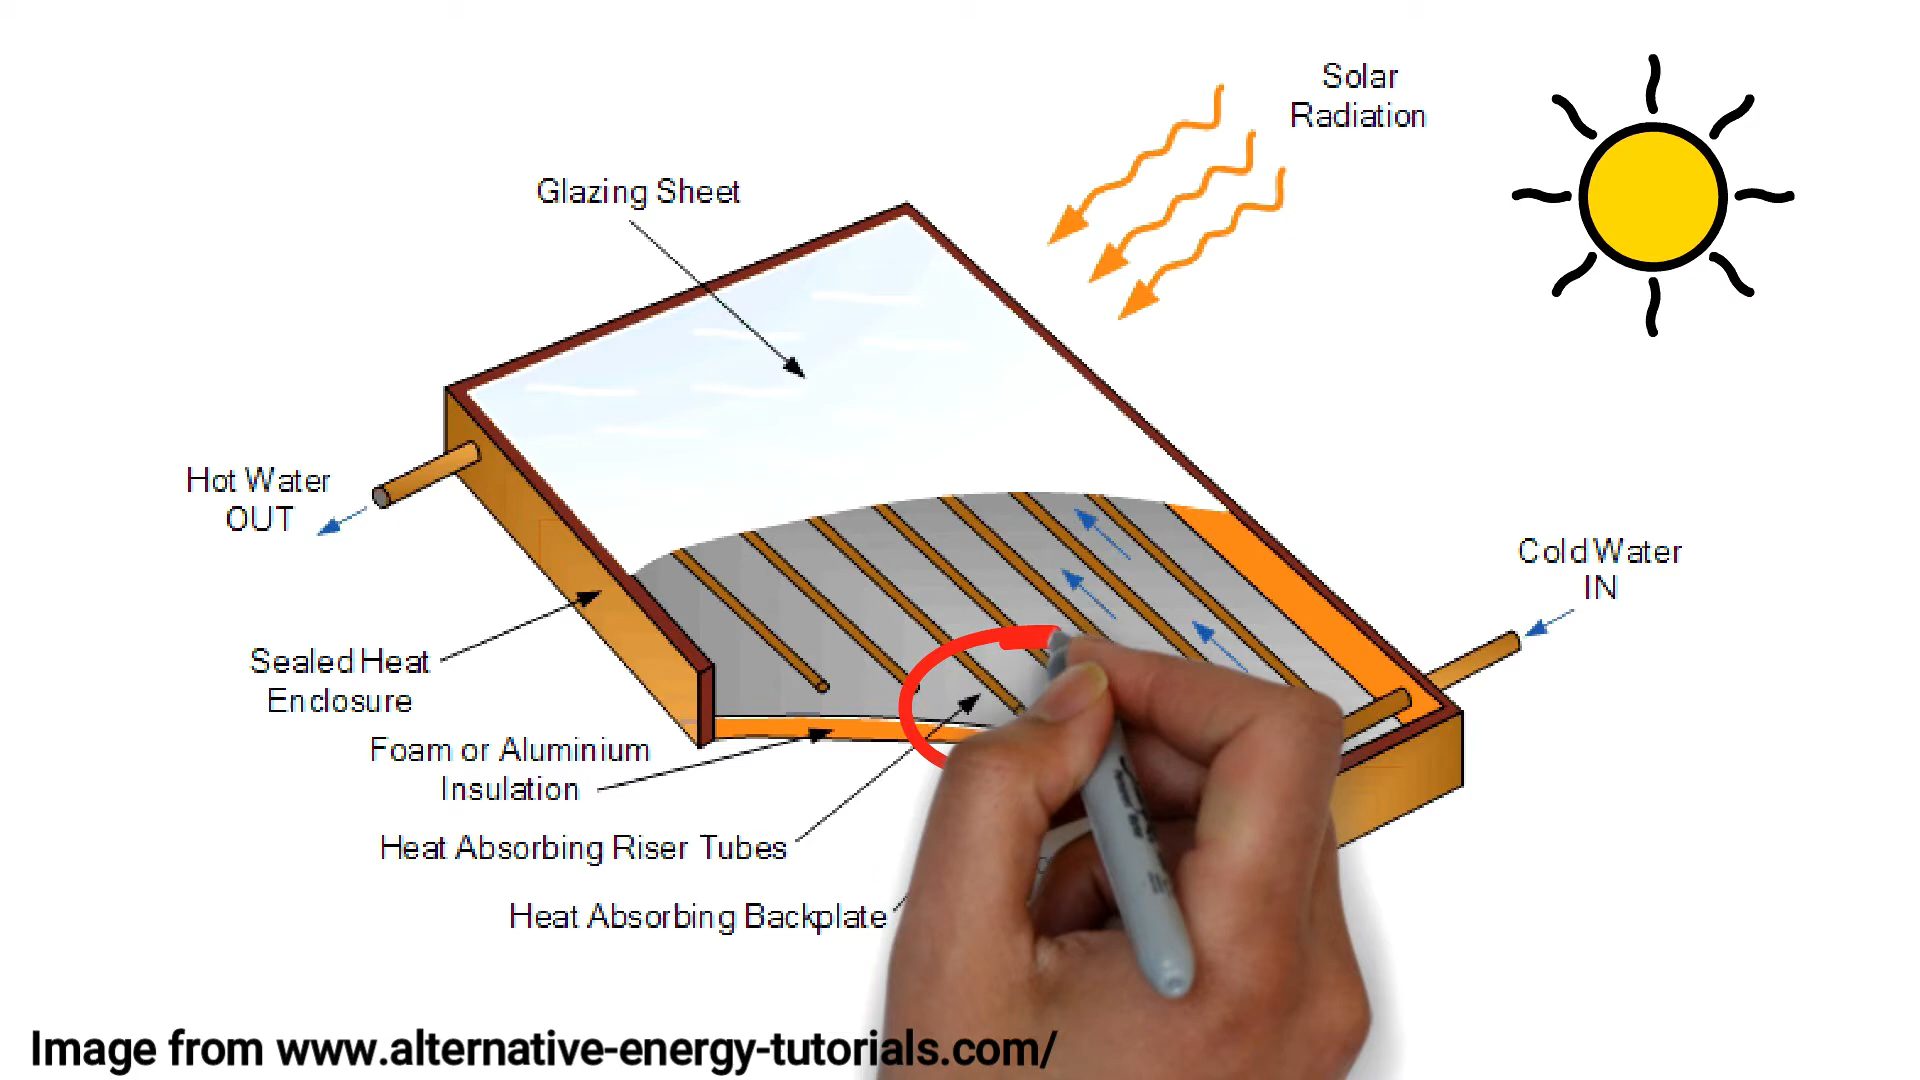 Solar
Radiation
Glazing Sheet
Hot Water
OUT
Cold Water
IN
Sealed Heat
Enclosure
Foam or Aluminium
Insulation
Heat Absorbing Riser Tubes
Heat Absorbing Backplate
Image from www.alternative-energy-tutorials.com/